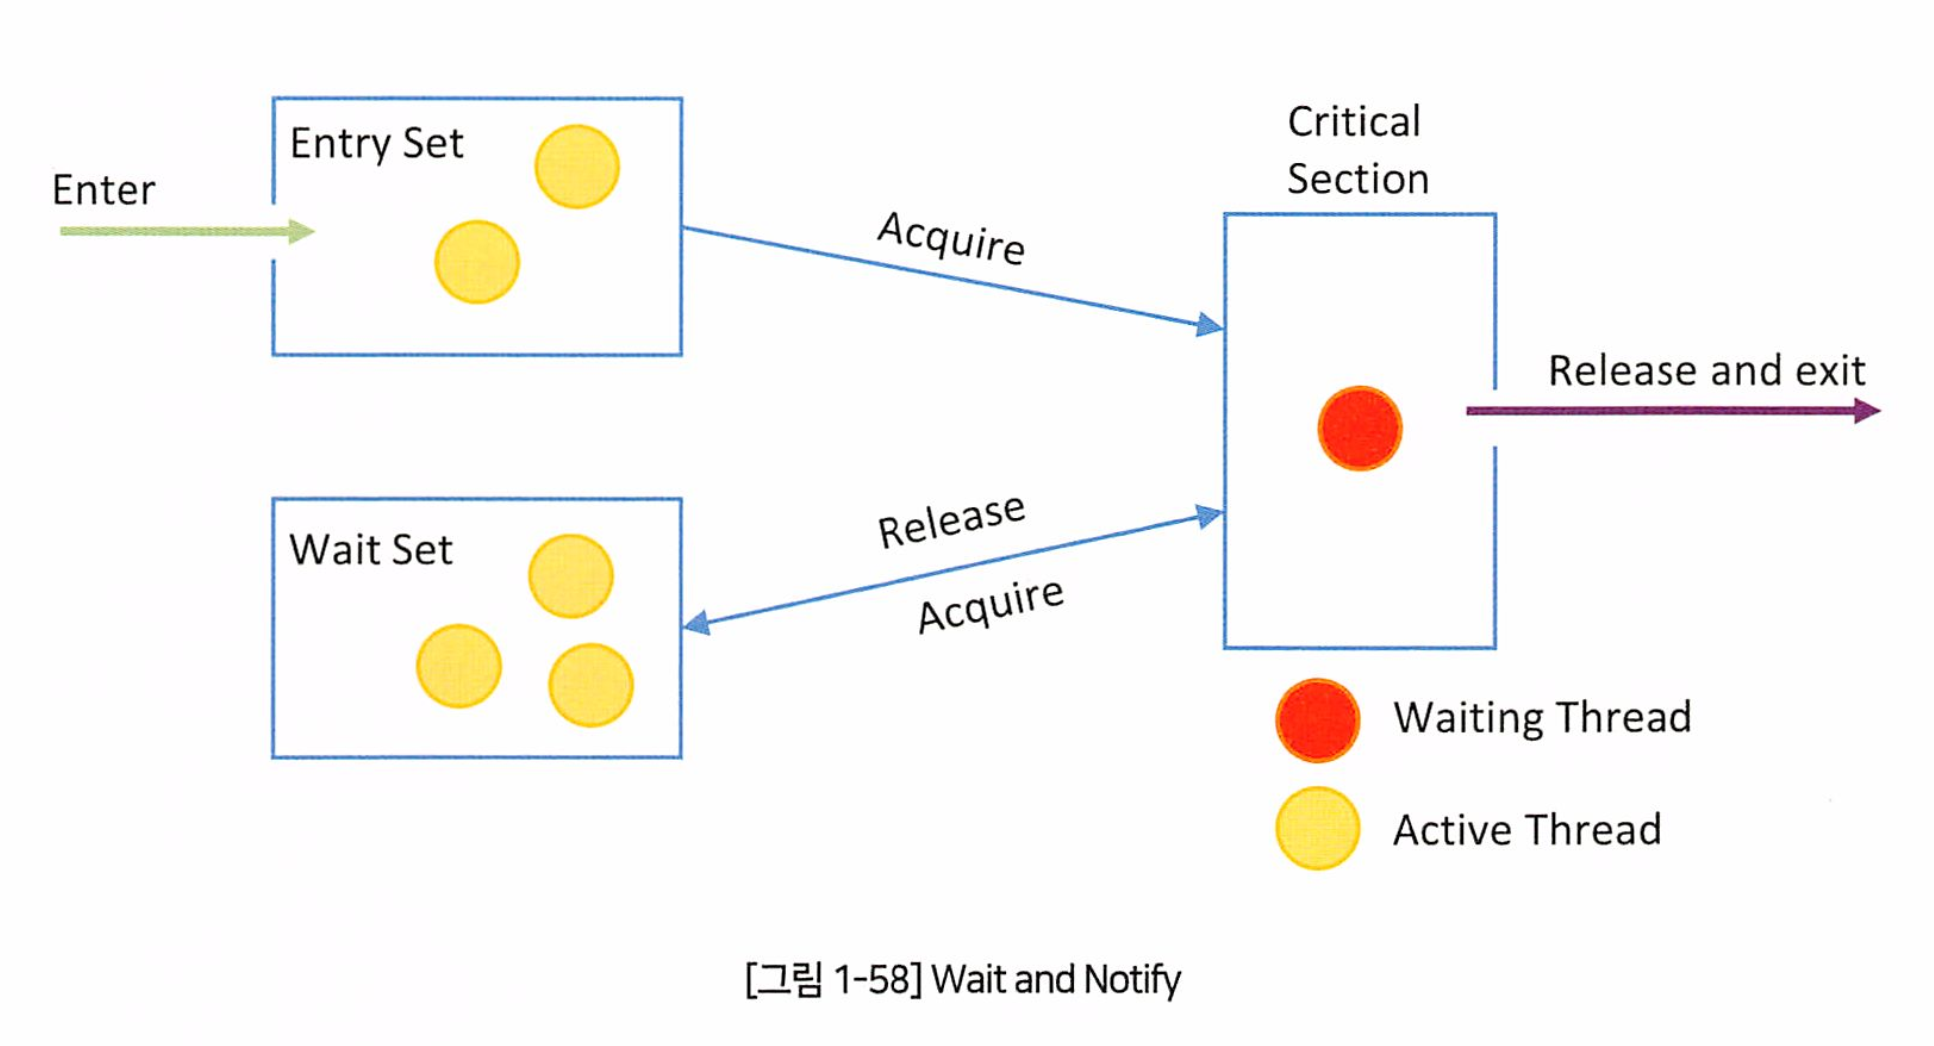 Entry Set
Enter
Acquire
Critical
Section
Release and exit
Wait Set
Release
Acquire
Waiting Thread
Active Thread
[그림 1-58] Wait and Notify